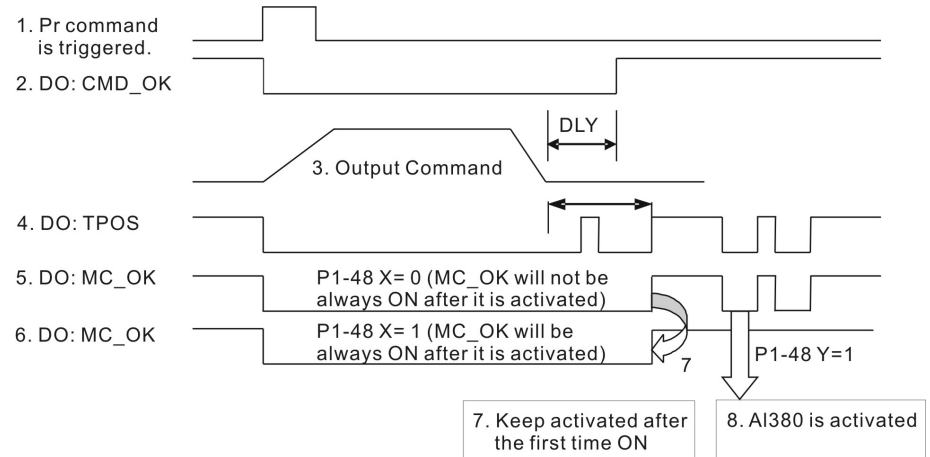 1. Pr command
is triggered.
2. DO: CMD_OK
DLY
3. Output Command
4. DO: TPOS
5. DO: MC_OK
P1-48 X= 0 (MC_OK will not be
always ON after it is activated)
6. DO: MC_OK
P1-48 X= 1 (MC_OK will be
always ON after it is activated)
7
P1-48 Y=1
7. Keep activated after
the first time ON
8. Al380 is activated